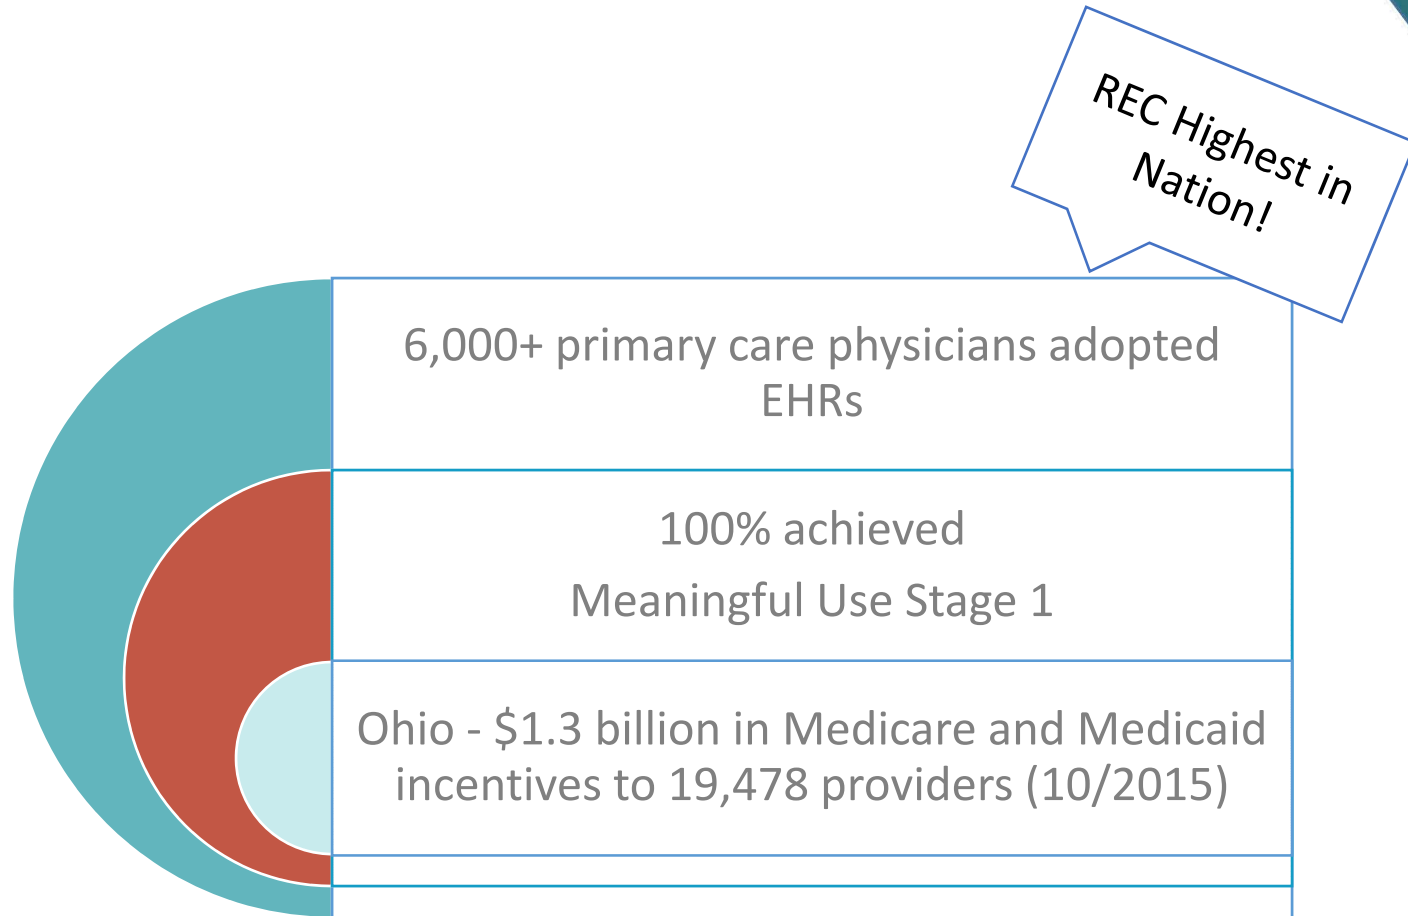 REC Highest in
Nation!
6,000+ primary care physicians adopted
EHRs
100% achieved
Meaningful Use Stage 1
Ohio - $1.3 billion in Medicare and Medicaid
incentives to 19,478 providers (10/2015)